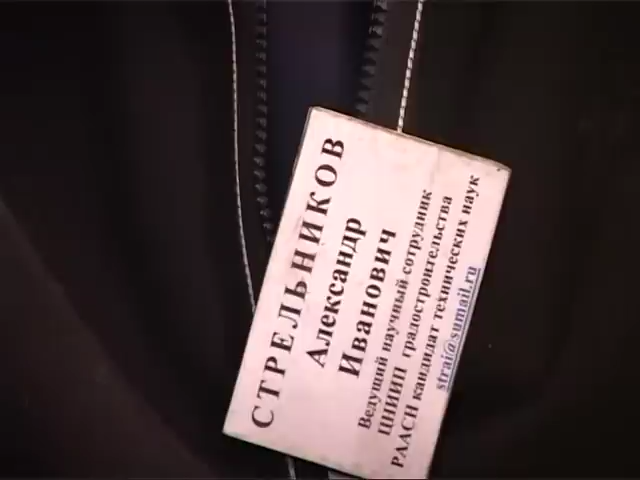 СТРЕЛЬНИКОВ
Александр
Иванович
Ведущий научный сотрудник
ЦНИИП градостроительства
РААСН кандидат технических наук
strai@sumail.ru